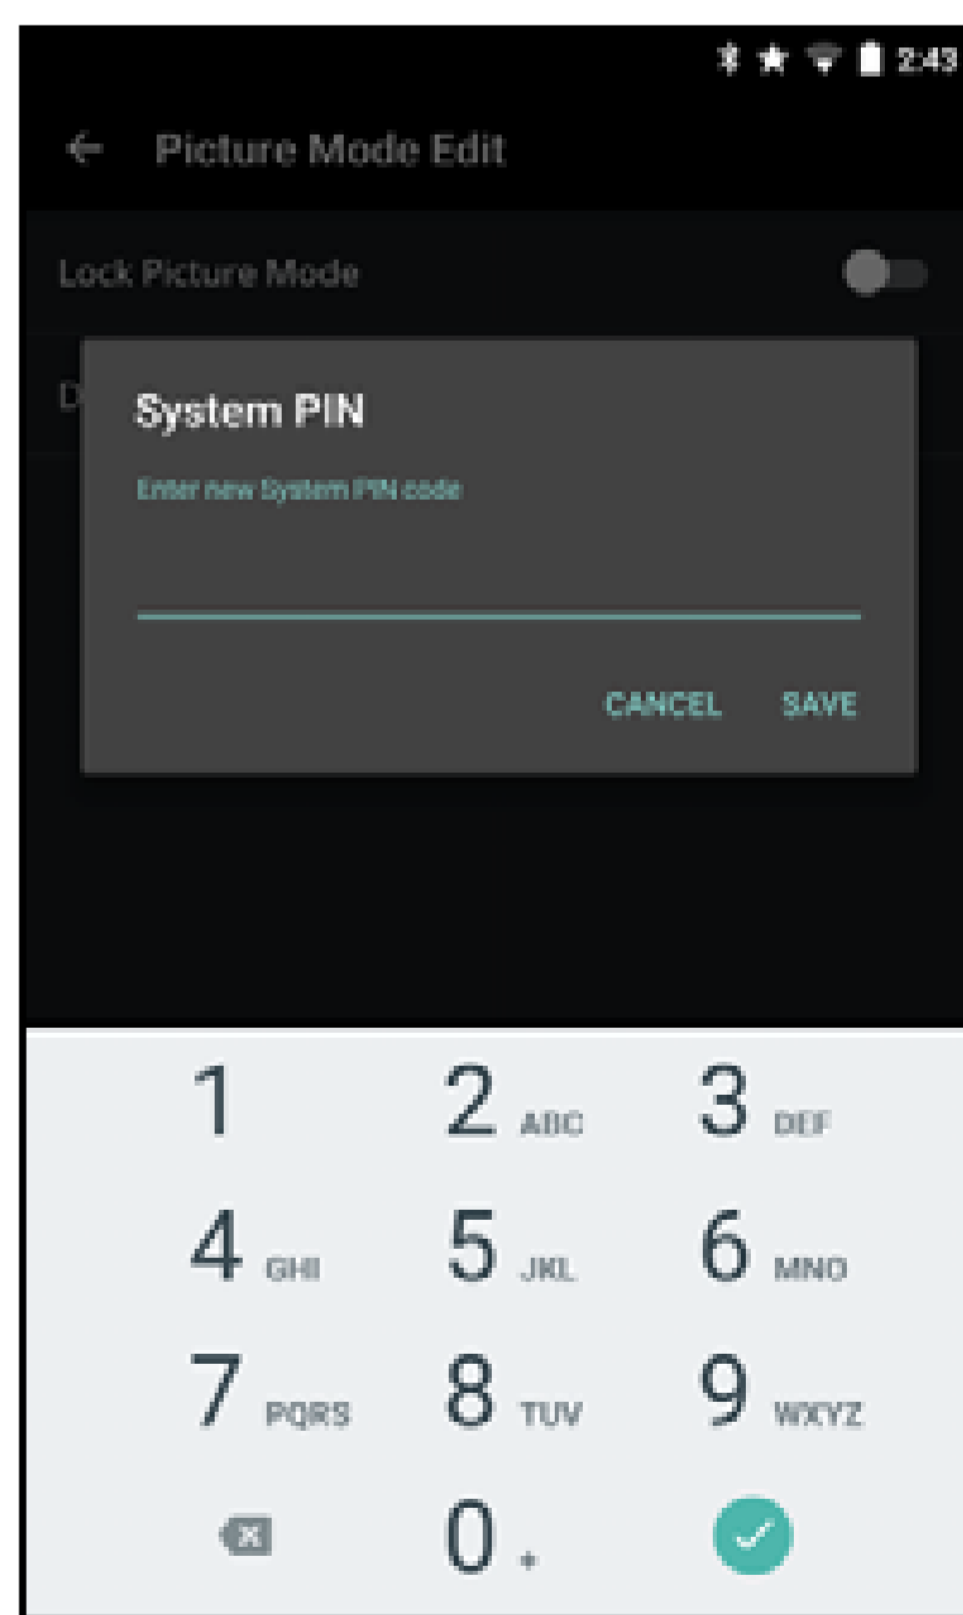 2:43
Picture Mode Edit
Lock Picture Mode
D
System PIN
Enter new System PIN code
CANCEL SAVE
1 2 ABC 3 DEF
4 GHI 5 JKL 6 MNO
7 PQRS 8 TUV 9 WXYZ
0 +